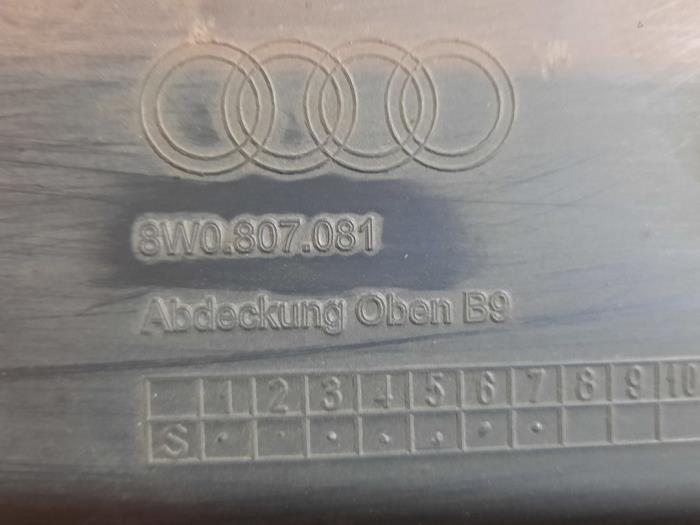 8W0.807.081
Abdeckung Oben B9
1 2 3 4 5 6 7 8 9 10
S